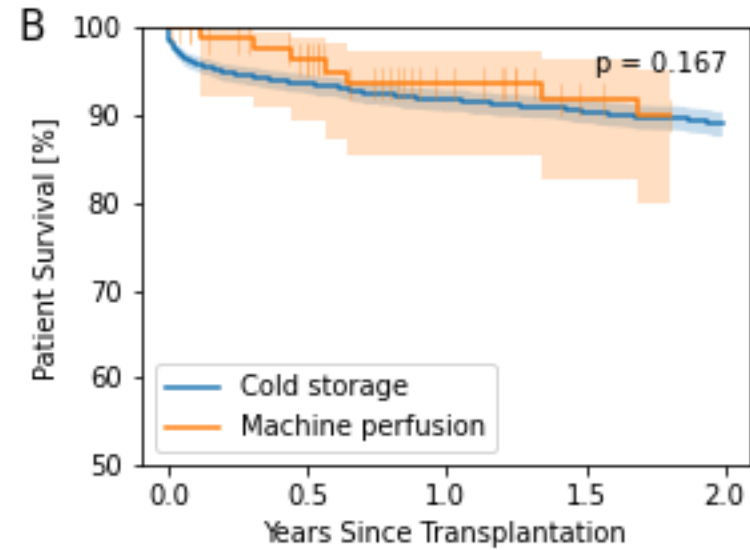 B
100
p = 0.167
90
80
70
60
50
Patient Survival [%]
Cold storage
Machine perfusion
0.0 0.5 1.0 1.5 2.0
Years Since Transplantation